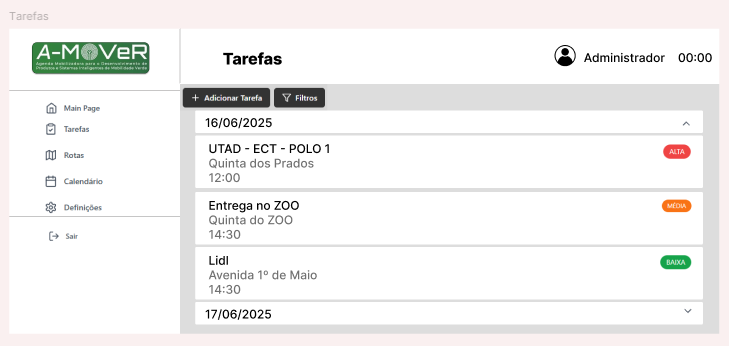 Tarefas
A-MOVeR
Agenda Mobilizadora para o Desenvolvimento de
Produtos e Sistemas Inteligentes de Mobilidade Verde
Tarefas
Administrador
00:00
Main Page
Tarefas
Rotas
Calendário
Definições
Sair
Adicionar Tarefa
Filtros
16/06/2025
UTAD - ECT - POLO 1
ALTA
Quinta dos Prados
12:00
Entrega no ZOO
MÉDIA
Quinta do ZOO
14:30
Lidl
BAIXA
Avenida 1º de Maio
14:30
17/06/2025